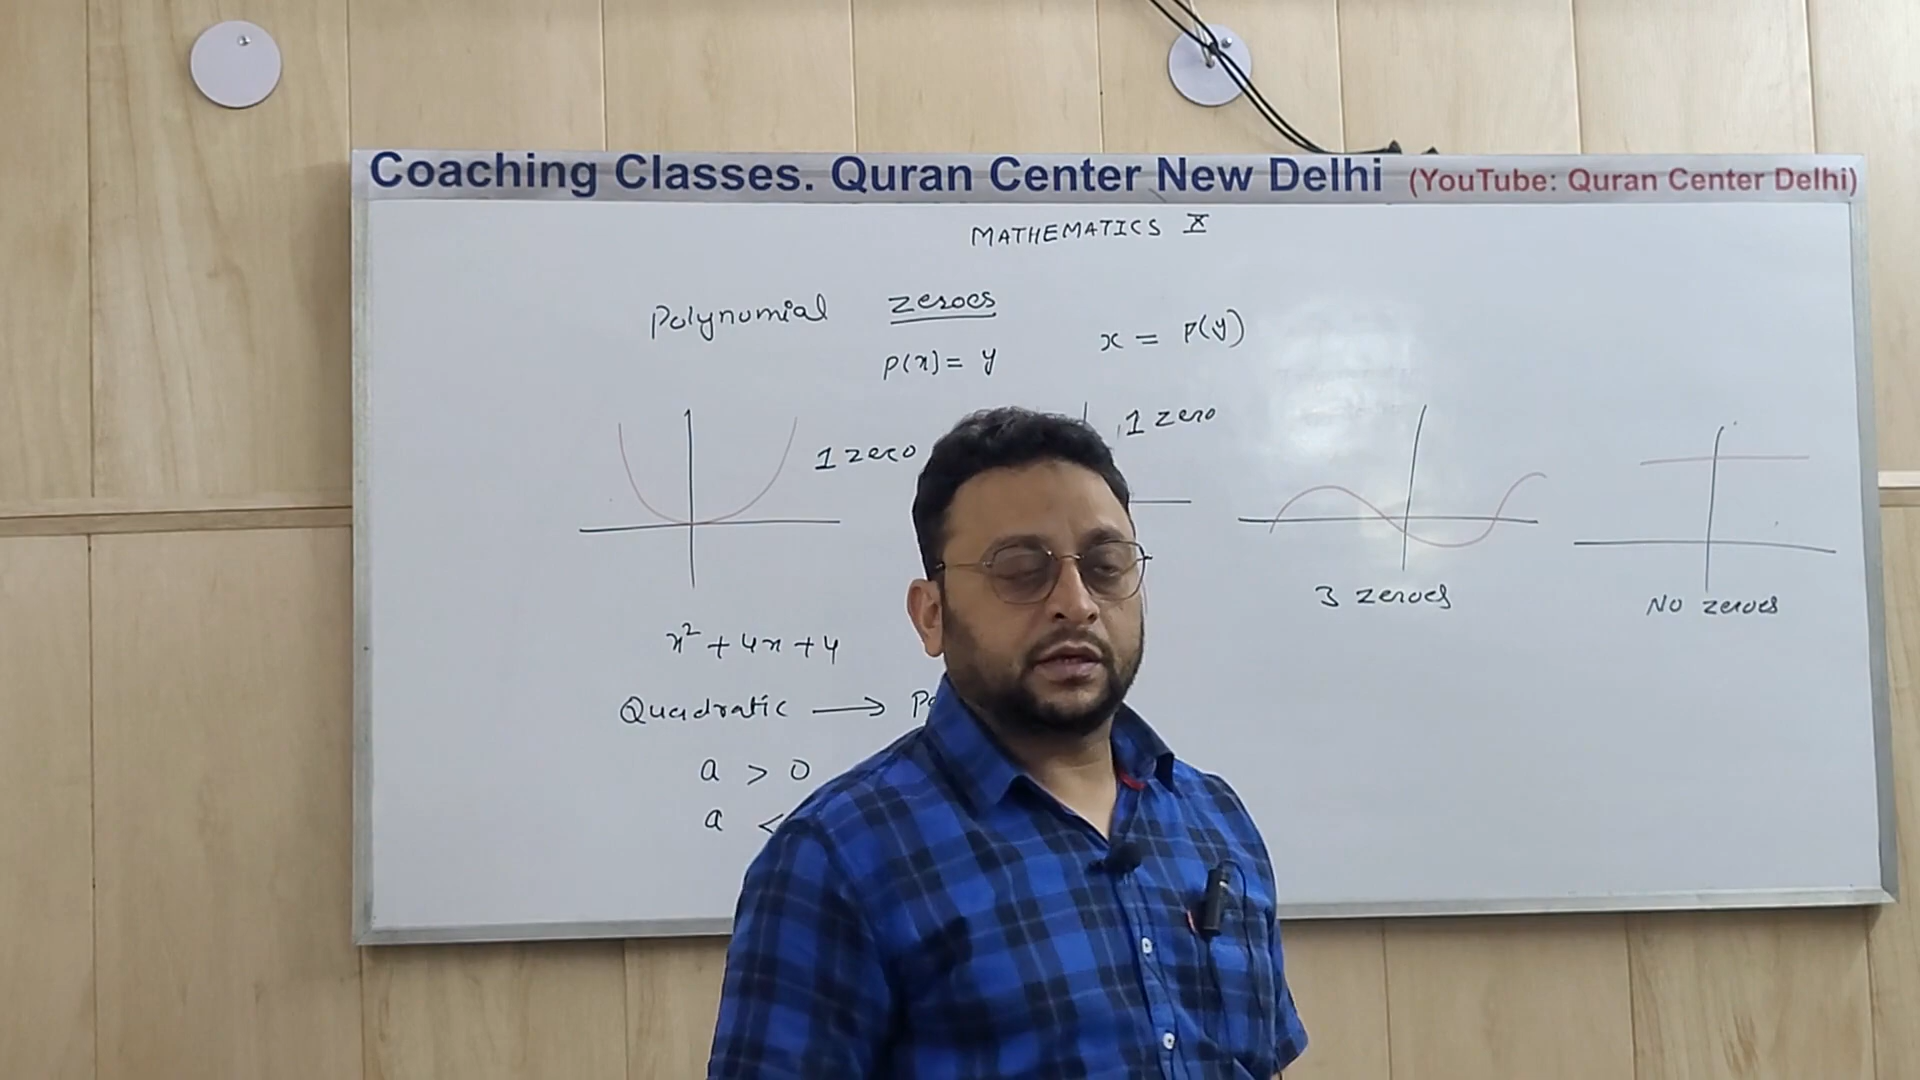 Coaching Classes. Quran Center New Delhi (YouTube: Quran Center Delhi)
MATHEMATICS X
Polynomial zeroes
p(x) = y
x = p(y)
1 zero
1 zero
3 zeroes
No zeroes
x² + 4x + 4
Quadratic →
a > 0
a <